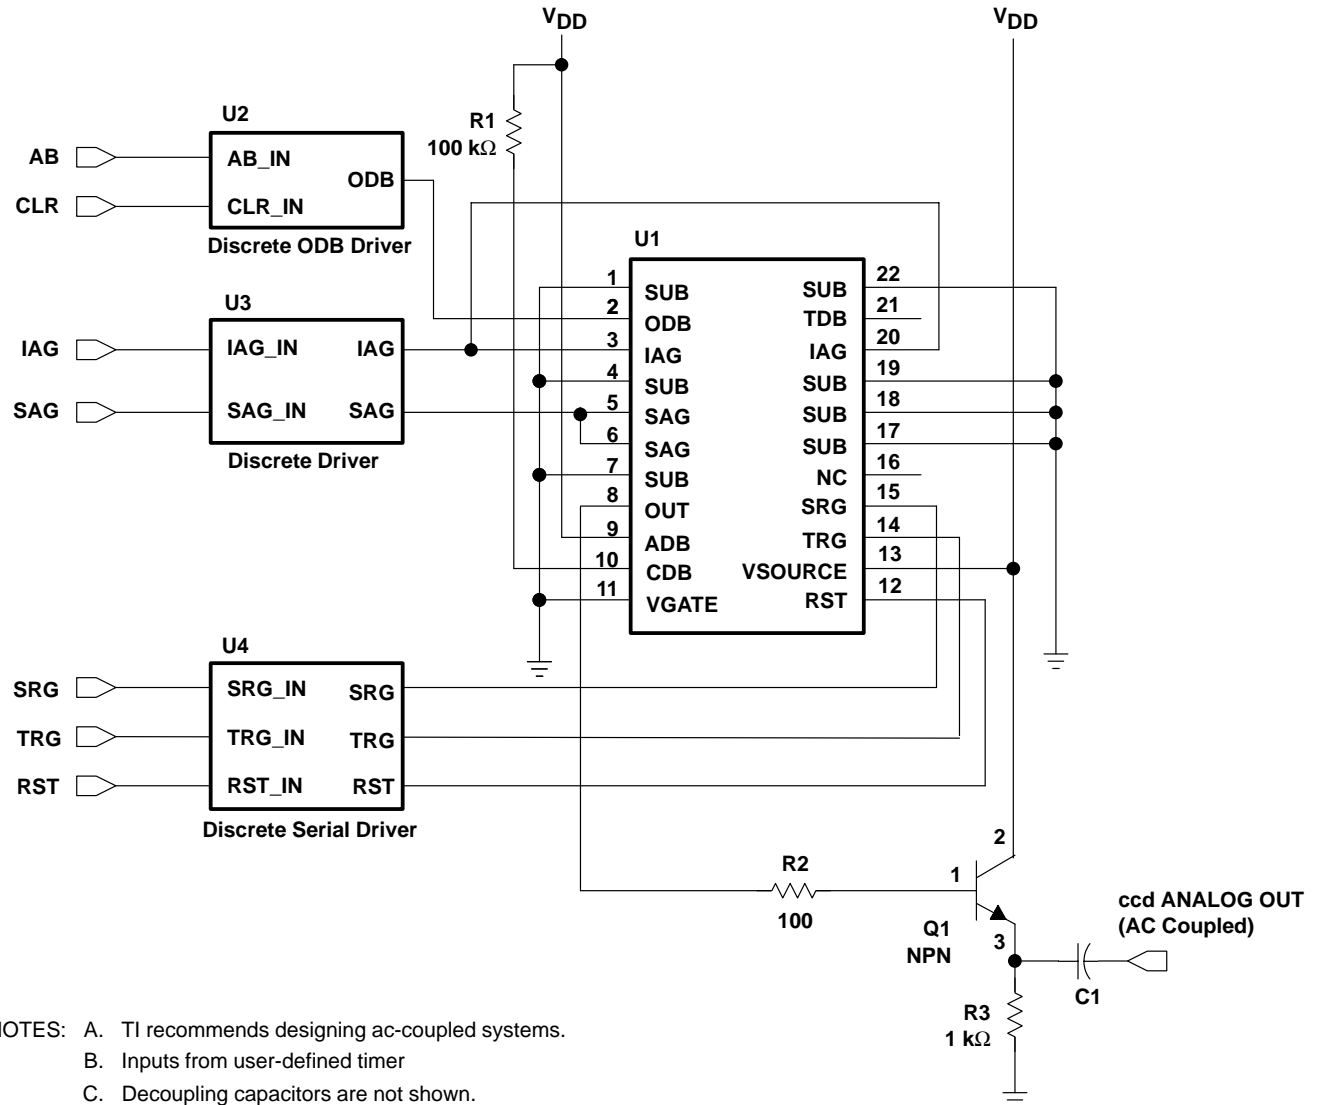 VDD
VDD
R1
100 kΩ
U2
AB
CLR
AB_IN
ODB
CLR_IN
Discrete ODB Driver
U3
IAG
SAG
IAG_IN
IAG
SAG_IN
SAG
Discrete Driver
U1
1 SUB
2 ODB
3 IAG
4 SUB
5 SAG
6 SAG
7 SUB
8 OUT
9 ADB
10 CDB
11 VGATE
SUB 22
TDB 21
IAG 20
SUB 19
SUB 18
SUB 17
NC 16
SRG 15
TRG 14
VSOURCE 13
RST 12
U4
SRG
TRG
RST
SRG_IN
SRG
TRG_IN
TRG
RST_IN
RST
Discrete Serial Driver
R2
100
1
2
3
Q1
NPN
ccd ANALOG OUT
(AC Coupled)
C1
R3
1 kΩ
OTES: A. TI recommends designing ac-coupled systems.
B. Inputs from user-defined timer
C. Decoupling capacitors are not shown.